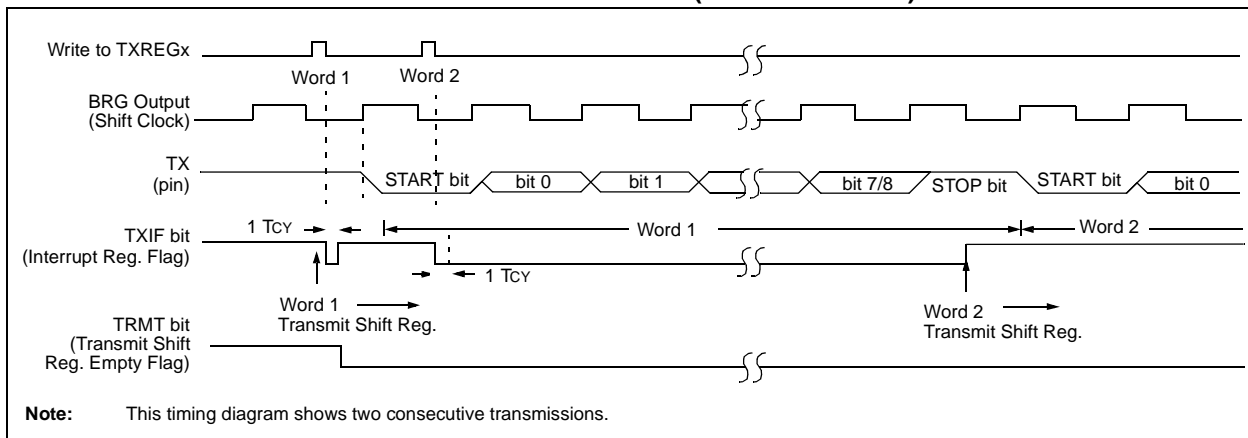 Write to TXREGx
Word 1
Word 2
BRG Output
(Shift Clock)
TX
(pin)
START bit
bit 0
bit 1
bit 7/8
STOP bit
START bit
bit 0
1 TCY
TXIF bit
(Interrupt Reg. Flag)
Word 1
Word 2
1 TCY
Word 1
Transmit Shift Reg.
Word 2
Transmit Shift Reg.
TRMT bit
(Transmit Shift
Reg. Empty Flag)
Note: This timing diagram shows two consecutive transmissions.